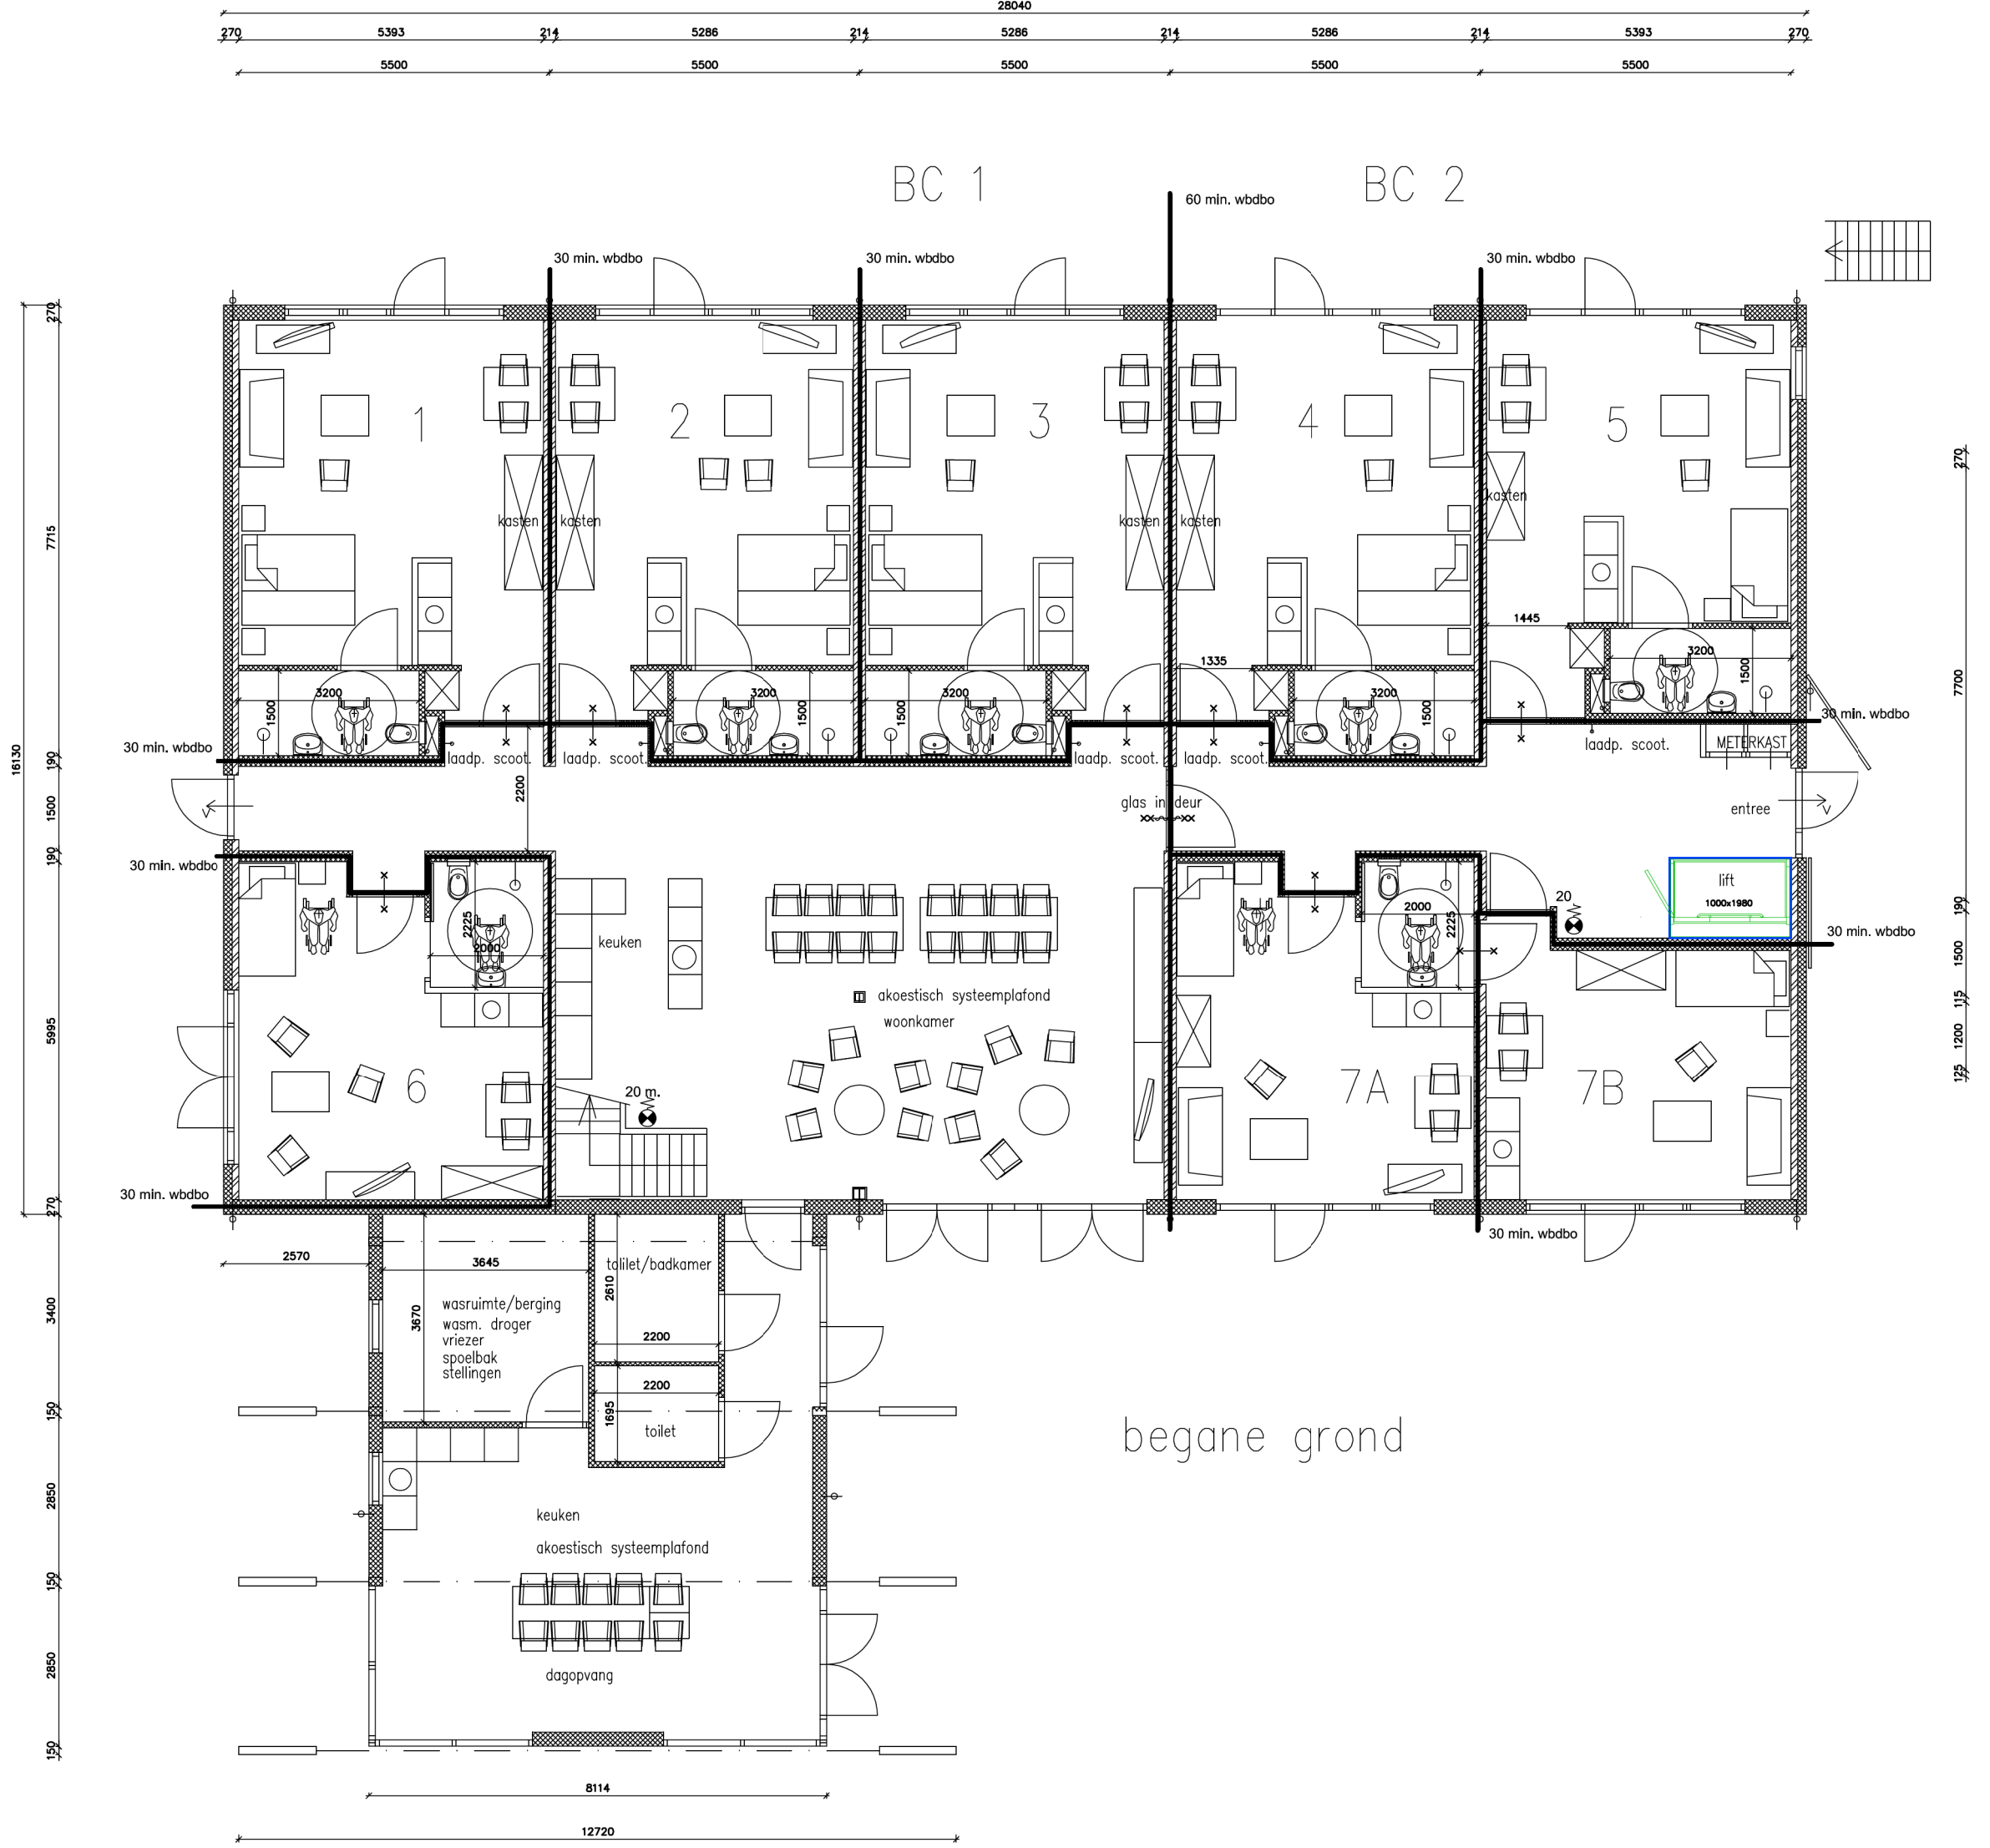 28040
270 5393 214 5286 214 5286 214 5286 214 5393 270
5500 5500 5500 5500 5500
BC 1 BC 2
60 min. wbdbo
30 min. wbdbo 30 min. wbdbo 30 min. wbdbo
270
1 2 3 4 5
270
kasten
kasten kasten kasten kasten
7715
16130
1445
1335
3200 1500
7700
1500 3200 3200 1500 1500 3200 3200 1500
30 min. wbdbo
30 min. wbdbo
laadp. scoot.
METERKAST
190
laadp. scoot. laadp. scoot. laadp. scoot. laadp. scoot.
2200
1500
glas in deur
entree
190
30 min. wbdbo
lift
1000x1980
20
190
2000
2225
2225
2000
keuken
30 min. wbdbo
1500
akoestisch systeemplafond
woonkamer
115
5995
1200
125
6 7A 7B
20 m.
30 min. wbdbo
270
30 min. wbdbo
2570
3645
tolilet/badkamer
2610
3400
3670
wasruimte/berging
wasm. droger
vriezer
spoelbak
stellingen
2200
2200
150
1695
toilet
begane grond
2850
keuken
akoestisch systeemplafond
150
2850
dagopvang
150
8114
12720